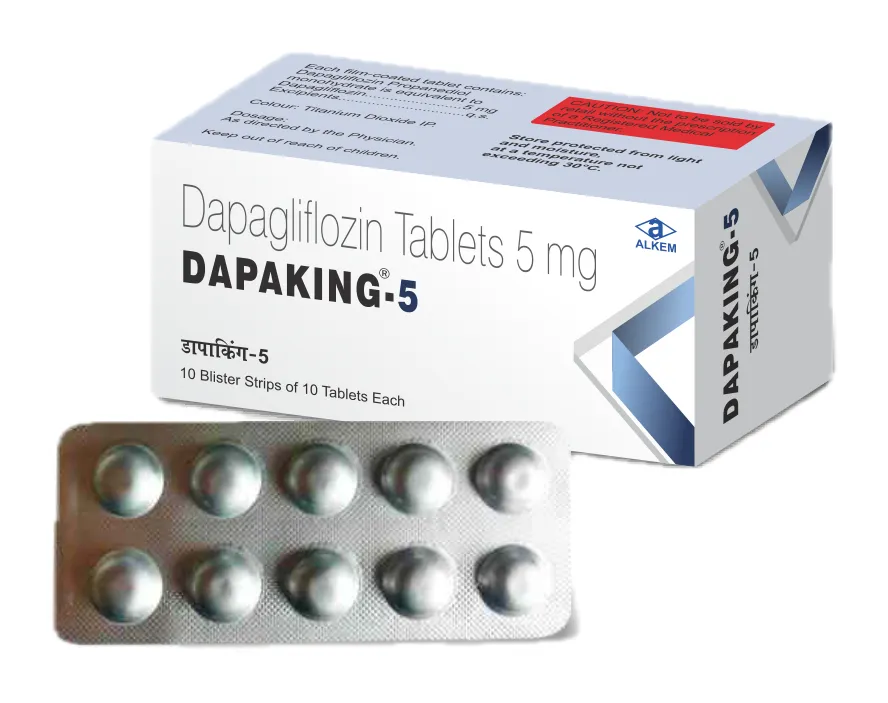 Each film-coated tablet contains:
Dapagliflozin Propanediol
monohydrate is equivalent to
Dapagliflozin..............................5 mg
Excipients..................................q.s.
Colour: Titanium Dioxide IP.
Dosage:
As directed by the Physician.
Keep out of reach of children.
CAUTION: Not to be sold by
retail without the prescription
of a Registered Medical
Practitioner.
Store protected from light
and moisture,
at a temperature not
exceeding 30°C.
Dapagliflozin Tablets 5 mg
DAPAKING®-5
डापाकिंग-5
10 Blister Strips of 10 Tablets Each
a
ALKEM
DAPAKING®-5
डापाकिंग-5